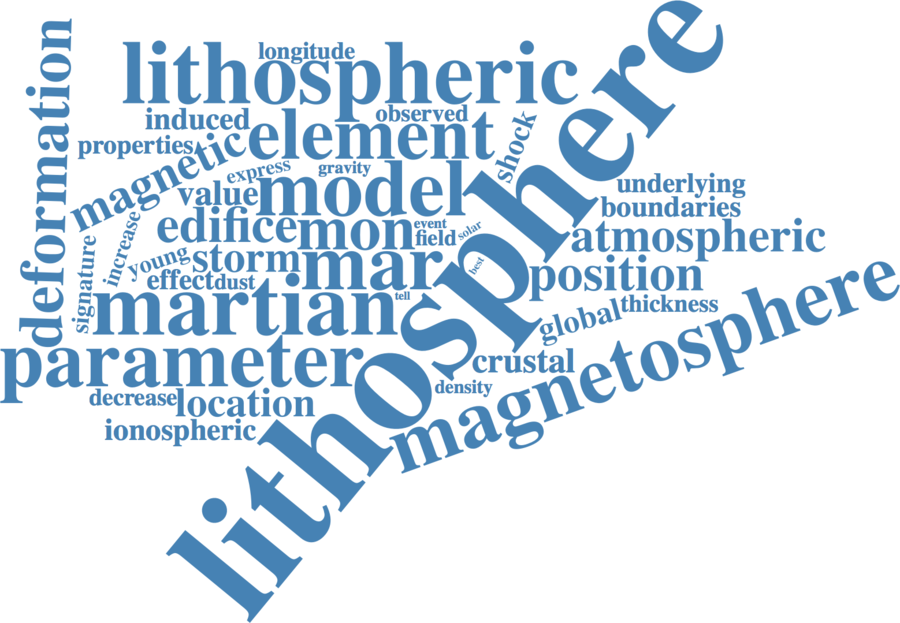 deformation
lithospheric
longitude
lithosphere
induced
observed
element
properties
magnetic
shock
express
gravity
value
model
underlying
boundaries
edifice
mon
event
field
solar
atmospheric
signature
increase
young
storm
mar
best
position
effect
dust
martian
tell
global
thickness
magnetosphere
parameter
crustal
density
decrease
location
ionospheric